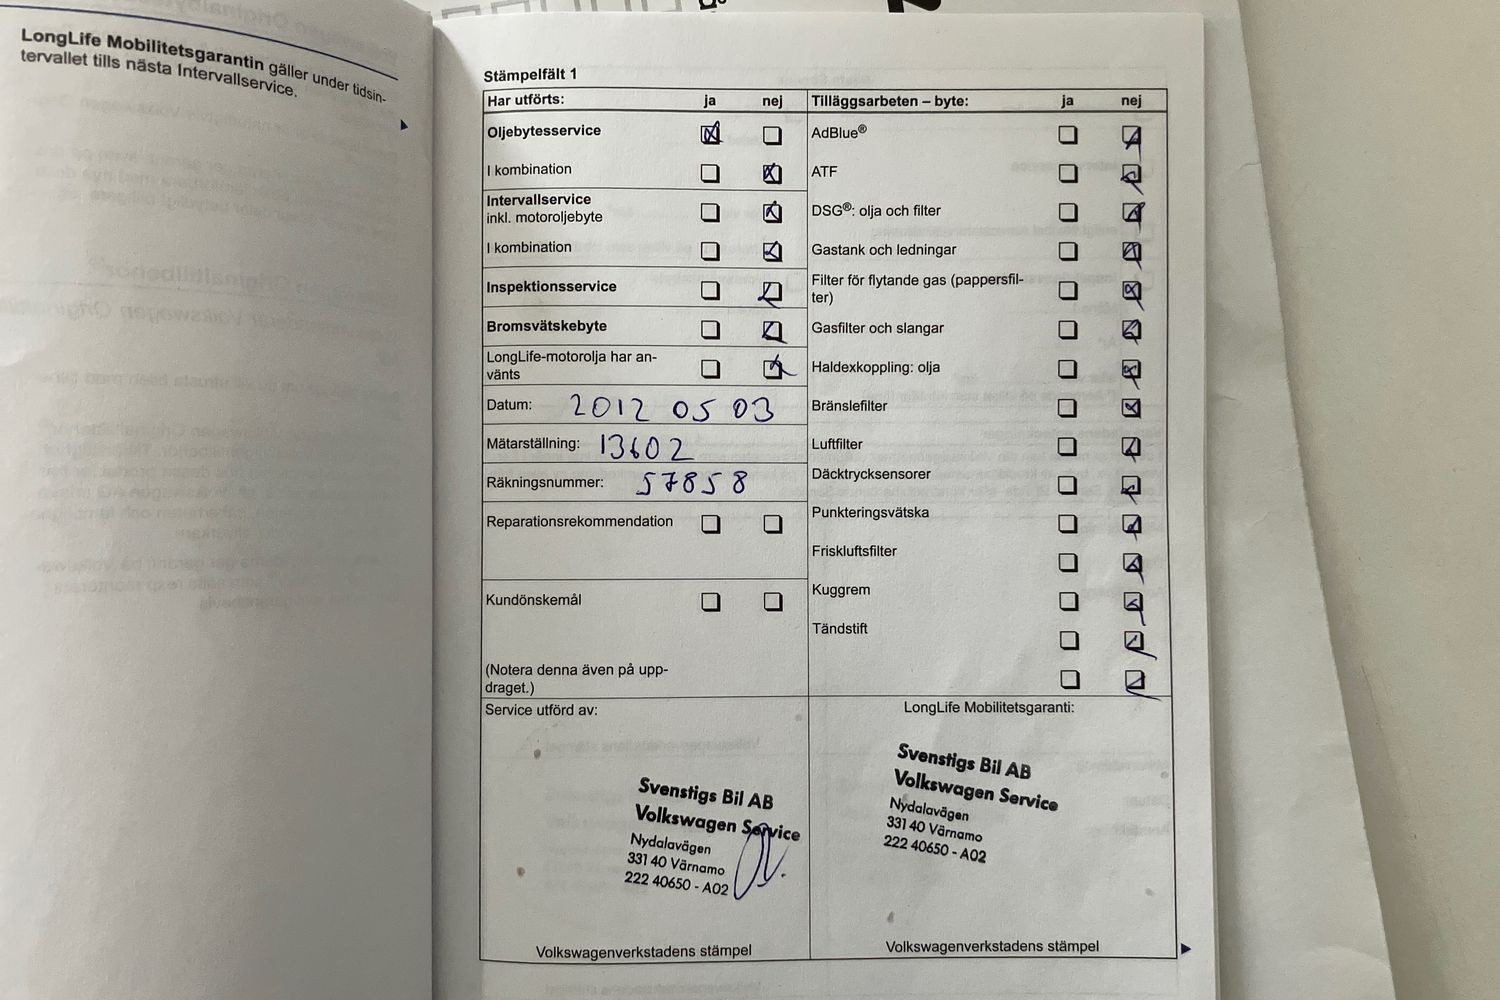 LongLife Mobilitetsgarantin gäller under tidsin-
tervallet tills nästa Intervallservice.
Stämpelfält 1
Har utförts: ja nej
Oljebytesservice
I kombination
Intervallservice
inkl. motoroljebyte
I kombination
Inspektionsservice
Bromsvätskebyte
LongLife-motorolja har an-
vänts
Datum: 2012 05 03
Mätarställning: 13602
Räkningsnummer: 57858
Reparationsrekommendation
Kundönskemål
(Notera denna även på upp-
draget.)
Tilläggsarbeten – byte: ja nej
AdBlue®
ATF
DSG®: olja och filter
Gastank och ledningar
Filter för flytande gas (pappersfil-
ter)
Gasfilter och slangar
Haldexkoppling: olja
Bränslefilter
Luftfilter
Däcktrycksensorer
Punkteringsvätska
Friskluftsfilter
Kuggrem
Tändstift
Service utförd av:
Svenstigs Bil AB
Volkswagen Service
Nydalavägen
331 40 Värnamo
222 40650 - A02
Volkswagenverkstadens stämpel
LongLife Mobilitetsgaranti:
Svenstigs Bil AB
Volkswagen Service
Nydalavägen
331 40 Värnamo
222 40650 - A02
Volkswagenverkstadens stämpel